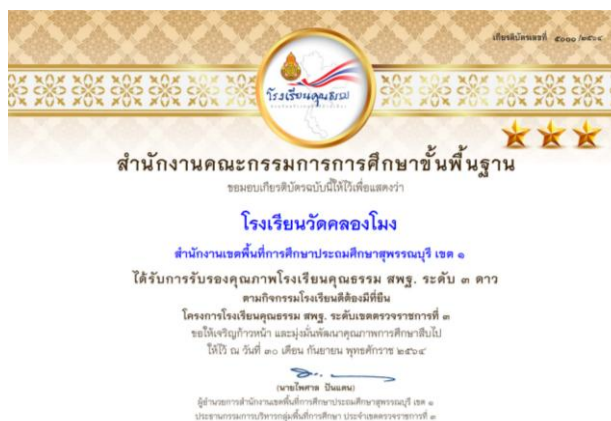 เกียรติบัตรเลขที่ ๕๐๐๐ /๒๕๖๔
โรงเรียนคุณธรรม
สำนักงานคณะกรรมการการศึกษาขั้นพื้นฐาน
ขอมอบเกียรติบัตรฉบับนี้ให้ไว้เพื่อแสดงว่า
โรงเรียนวัดคลองโมง
สำนักงานเขตพื้นที่การศึกษาประถมศึกษาสุพรรณบุรี เขต ๑
ได้รับการรับรองคุณภาพโรงเรียนคุณธรรม สพฐ. ระดับ ๓ ดาว
ตามกิจกรรมโรงเรียนดีต้องมีที่ยืน
โครงการโรงเรียนคุณธรรม สพฐ. ระดับเขตตรวจราชการที่ ๓
ขอให้เจริญก้าวหน้า และมุ่งมั่นพัฒนาคุณภาพการศึกษาสืบไป
ให้ไว้ ณ วันที่ ๓๐ เดือน กันยายน พุทธศักราช ๒๕๖๔
(นายไพศาล ปันแดน)
ผู้อำนวยการสำนักงานเขตพื้นที่การศึกษาประถมศึกษาสุพรรณบุรี เขต ๑
ประธานกรรมการบริหารกลุ่มพื้นที่การศึกษา ประจำเขตตรวจราชการที่ ๓